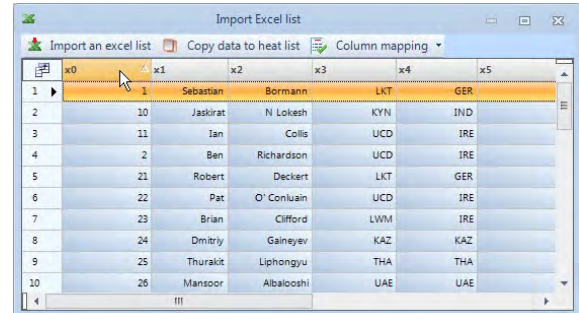 Import Excel list
Import an excel list Copy data to heat list Column mapping
x0 x1 x2 x3 x4 x5
1 1 Sebastian Bormann LKT GER
2 10 Jaskirat N Lokesh KYN IND
3 11 Ian Collis UCD IRE
4 2 Ben Richardson UCD IRE
5 21 Robert Deckert LKT GER
6 22 Pat O' Conluain UCD IRE
7 23 Brian Clifford LWM IRE
8 24 Dmitriy Gaineyev KAZ KAZ
9 25 Thurakit Liphongyu THA THA
10 26 Mansoor Albalooshi UAE UAE